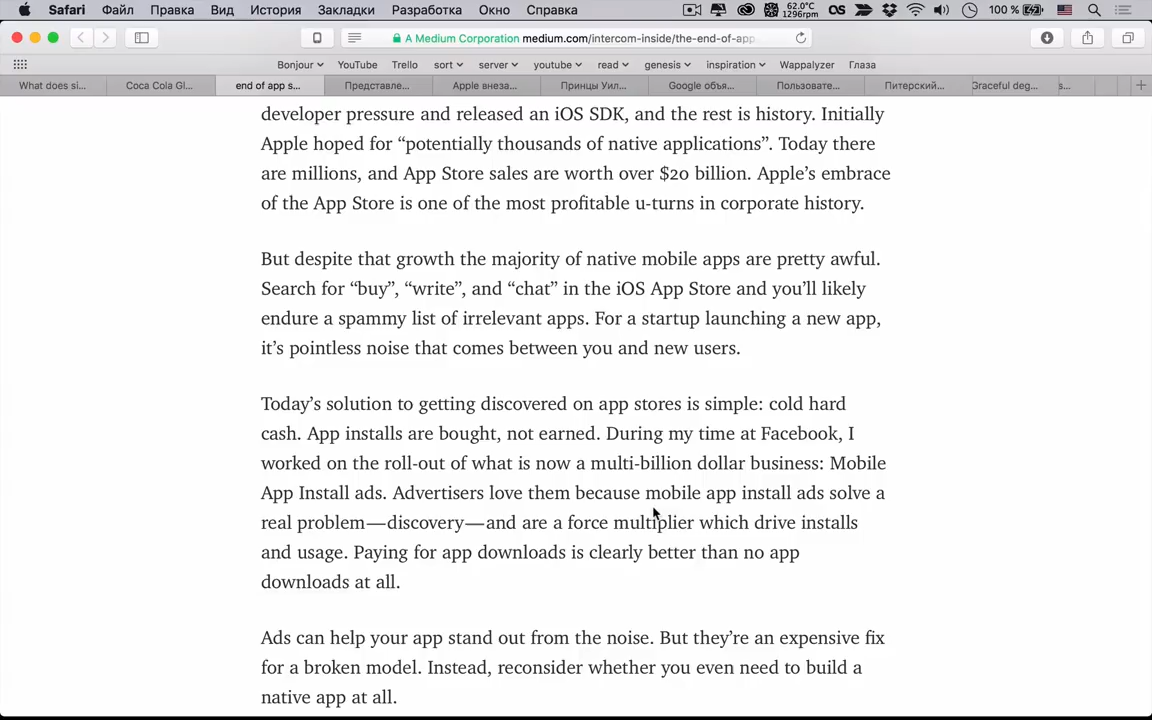 Safari Файл Правка Вид История Закладки Разработка Окно Справка 62.0°C 1296rpm OS 100 %
A Medium Corporation medium.com/intercom-inside/the-end-of-app-
Bonjour YouTube Trello sort server youtube read genesis inspiration Wappalyzer Глаза
What does si... Coca Cola Gl... end of app s... Представле... Apple внеза... Принцы Уил... Google объя... Пользовате... Питерский... Graceful deg... s...
developer pressure and released an iOS SDK, and the rest is history. Initially
Apple hoped for “potentially thousands of native applications”. Today there
are millions, and App Store sales are worth over $20 billion. Apple’s embrace
of the App Store is one of the most profitable u-turns in corporate history.
But despite that growth the majority of native mobile apps are pretty awful.
Search for “buy”, “write”, and “chat” in the iOS App Store and you’ll likely
endure a spammy list of irrelevant apps. For a startup launching a new app,
it’s pointless noise that comes between you and new users.
Today’s solution to getting discovered on app stores is simple: cold hard
cash. App installs are bought, not earned. During my time at Facebook, I
worked on the roll-out of what is now a multi-billion dollar business: Mobile
App Install ads. Advertisers love them because mobile app install ads solve a
real problem—discovery—and are a force multiplier which drive installs
and usage. Paying for app downloads is clearly better than no app
downloads at all.
Ads can help your app stand out from the noise. But they’re an expensive fix
for a broken model. Instead, reconsider whether you even need to build a
native app at all.